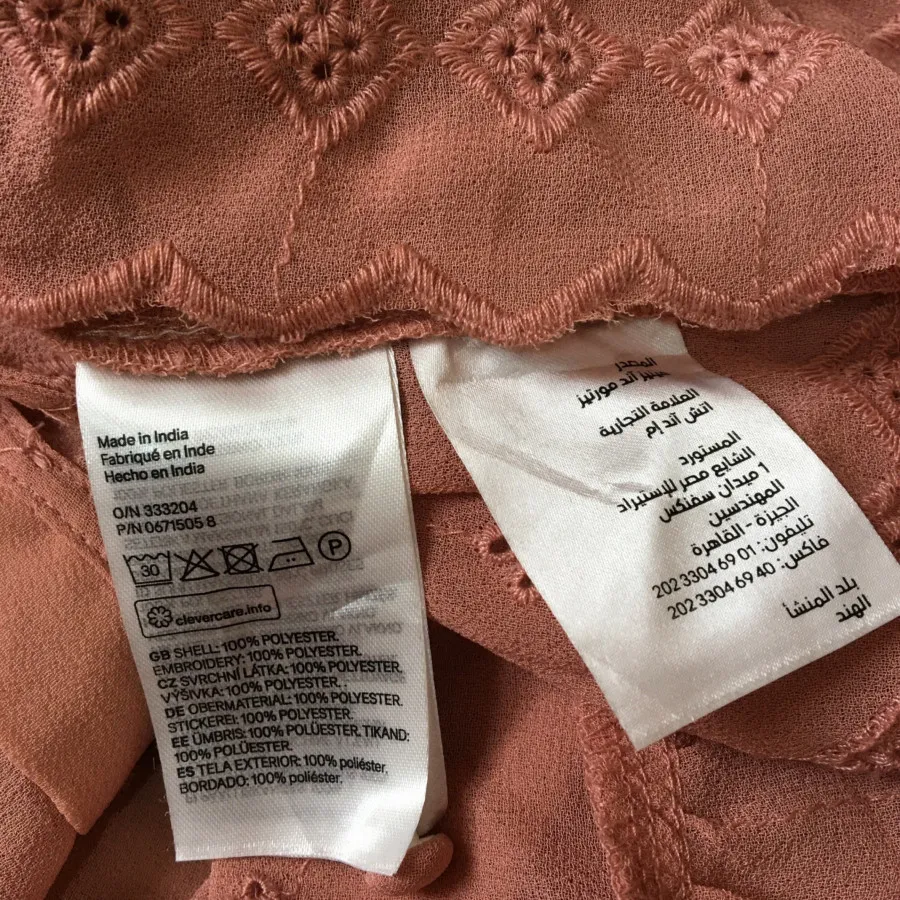 Made in India
Fabriqué en Inde
Hecho en India
O/N 333204
P/N 0671505 8
30
P
clevercare.info
GB SHELL: 100% POLYESTER.
EMBROIDERY: 100% POLYESTER.
CZ SVRCHNÍ LÁTKA: 100% POLYESTER.
VÝŠIVKA: 100% POLYESTER.
DE OBERMATERIAL: 100% POLYESTER.
STICKEREI: 100% POLYESTER.
EE ÜMBRIS: 100% POLÜESTER. TIKAND:
100% POLÜESTER.
ES TELA EXTERIOR: 100% poliéster.
BORDADO: 100% poliéster.
المصدر
آند موريتز
العلامة التجارية
اتش آند إم
المستورد
الشايع مصر للإستيراد
1 ميدان سفنكس
المهندسين
الجيزة - القاهرة
تليفون: 01 69 3304 202
فاكس: 40 69 3304 202
بلد المنشأ
الهند